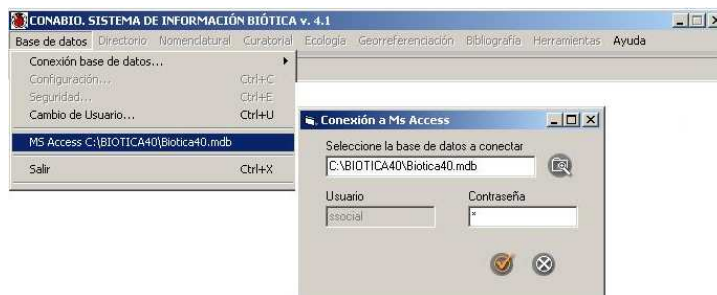 CONABIO. SISTEMA DE INFORMACIÓN BIÓTICA v. 4.1
Base de datos Directorio Nomenclatural Curatorial Ecología Georreferenciación Bibliografía Herramientas Ayuda
Conexión base de datos...
Configuración... Ctrl+C
Seguridad... Ctrl+E
Cambio de Usuario... Ctrl+U
MS Access C:\BIOTICA40\Biotica40.mdb
Salir Ctrl+X
Conexión a Ms Access
Seleccione la base de datos a conectar
C:\BIOTICA40\Biotica40.mdb
Usuario Contraseña
ssocial *